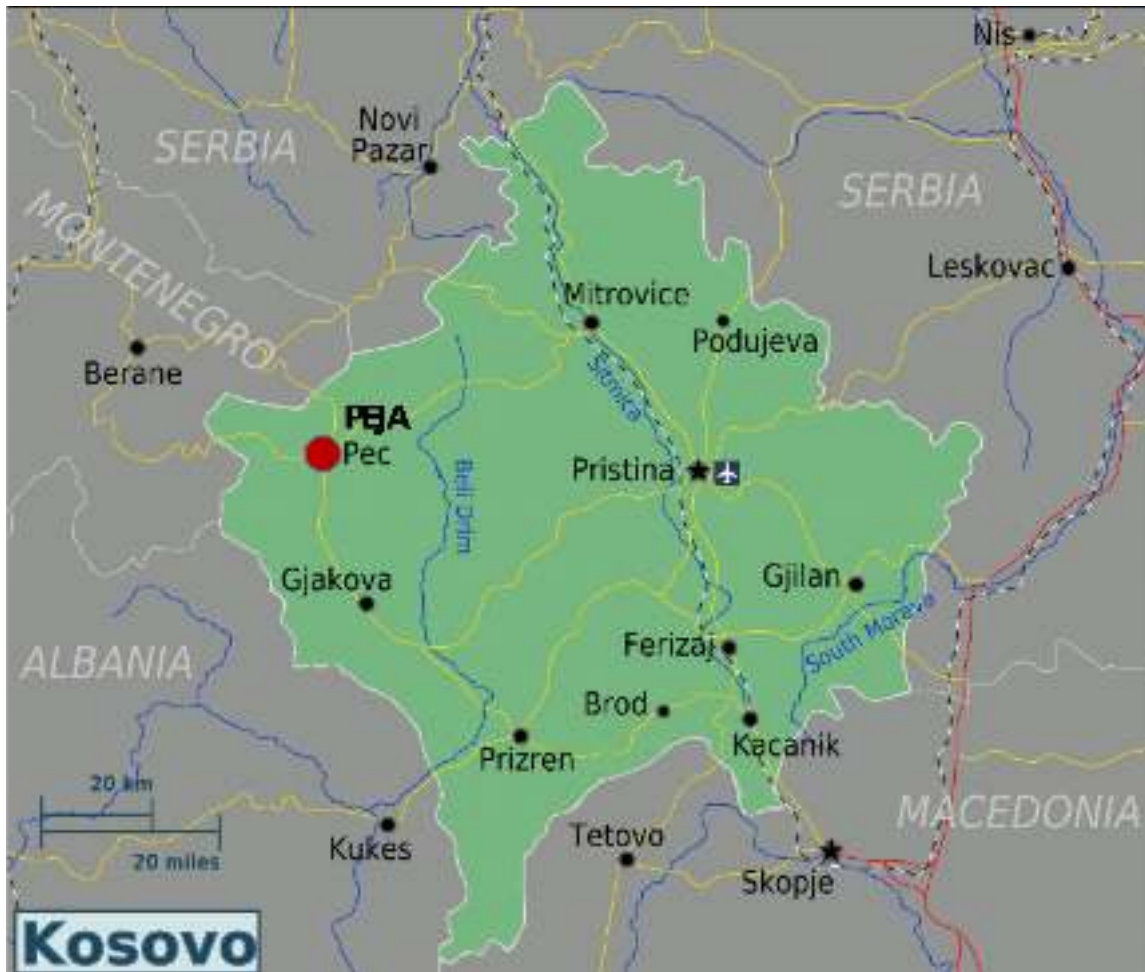 Nis
Novi
Pazar
SERBIA
SERBIA
MONTENEGRO
Leskovac
Mitrovice
Podujeva
Berane
Sitmica
PEJA
Pec
Pristina
Beli Drim
Gjakova
Gjilan
South Morava
Ferizaj
ALBANIA
Brod
Kacanik
Prizren
20 km
MACEDONIA
Kukes
Tetovo
20 miles
Skopje
Kosovo